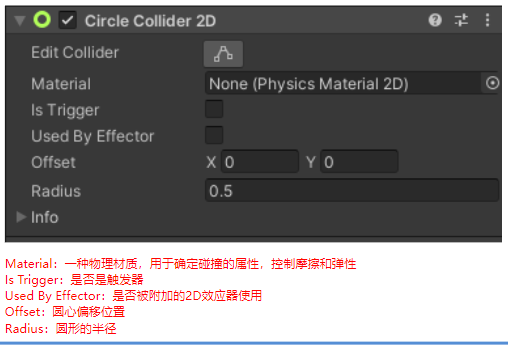 Circle Collider 2D
Edit Collider
Material None (Physics Material 2D)
Is Trigger
Used By Effector
Offset X 0 Y 0
Radius 0.5
Info
Material：一种物理材质，用于确定碰撞的属性，控制摩擦和弹性
Is Trigger：是否是触发器
Used By Effector：是否被附加的2D效应器使用
Offset：圆心偏移位置
Radius：圆形的半径